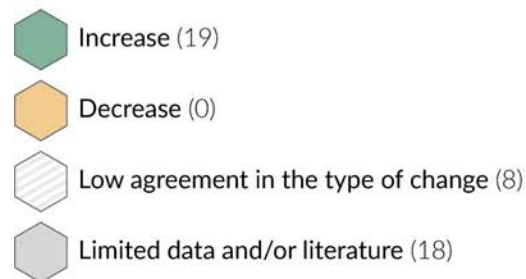 Increase (19)
Decrease (0)
Low agreement in the type of change (8)
Limited data and/or literature (18)